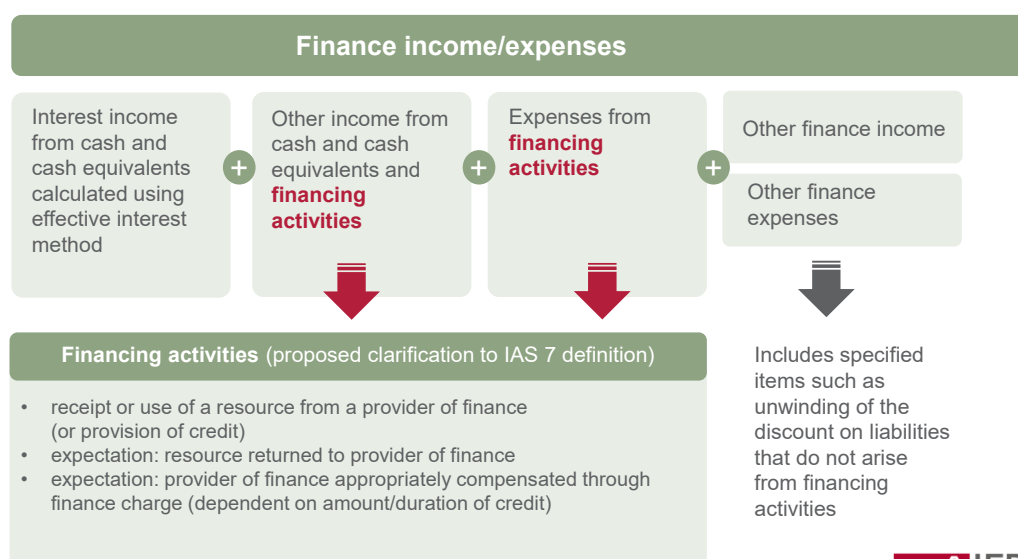 Finance income/expenses
Interest income
from cash and
cash equivalents
calculated using
effective interest
method
+
Other income from
cash and cash
equivalents and
financing
activities
+
Expenses from
financing
activities
+
Other finance income
Other finance
expenses
Financing activities (proposed clarification to IAS 7 definition)
• receipt or use of a resource from a provider of finance
(or provision of credit)
• expectation: resource returned to provider of finance
• expectation: provider of finance appropriately compensated through
finance charge (dependent on amount/duration of credit)
Includes specified
items such as
unwinding of the
discount on liabilities
that do not arise
from financing
activities